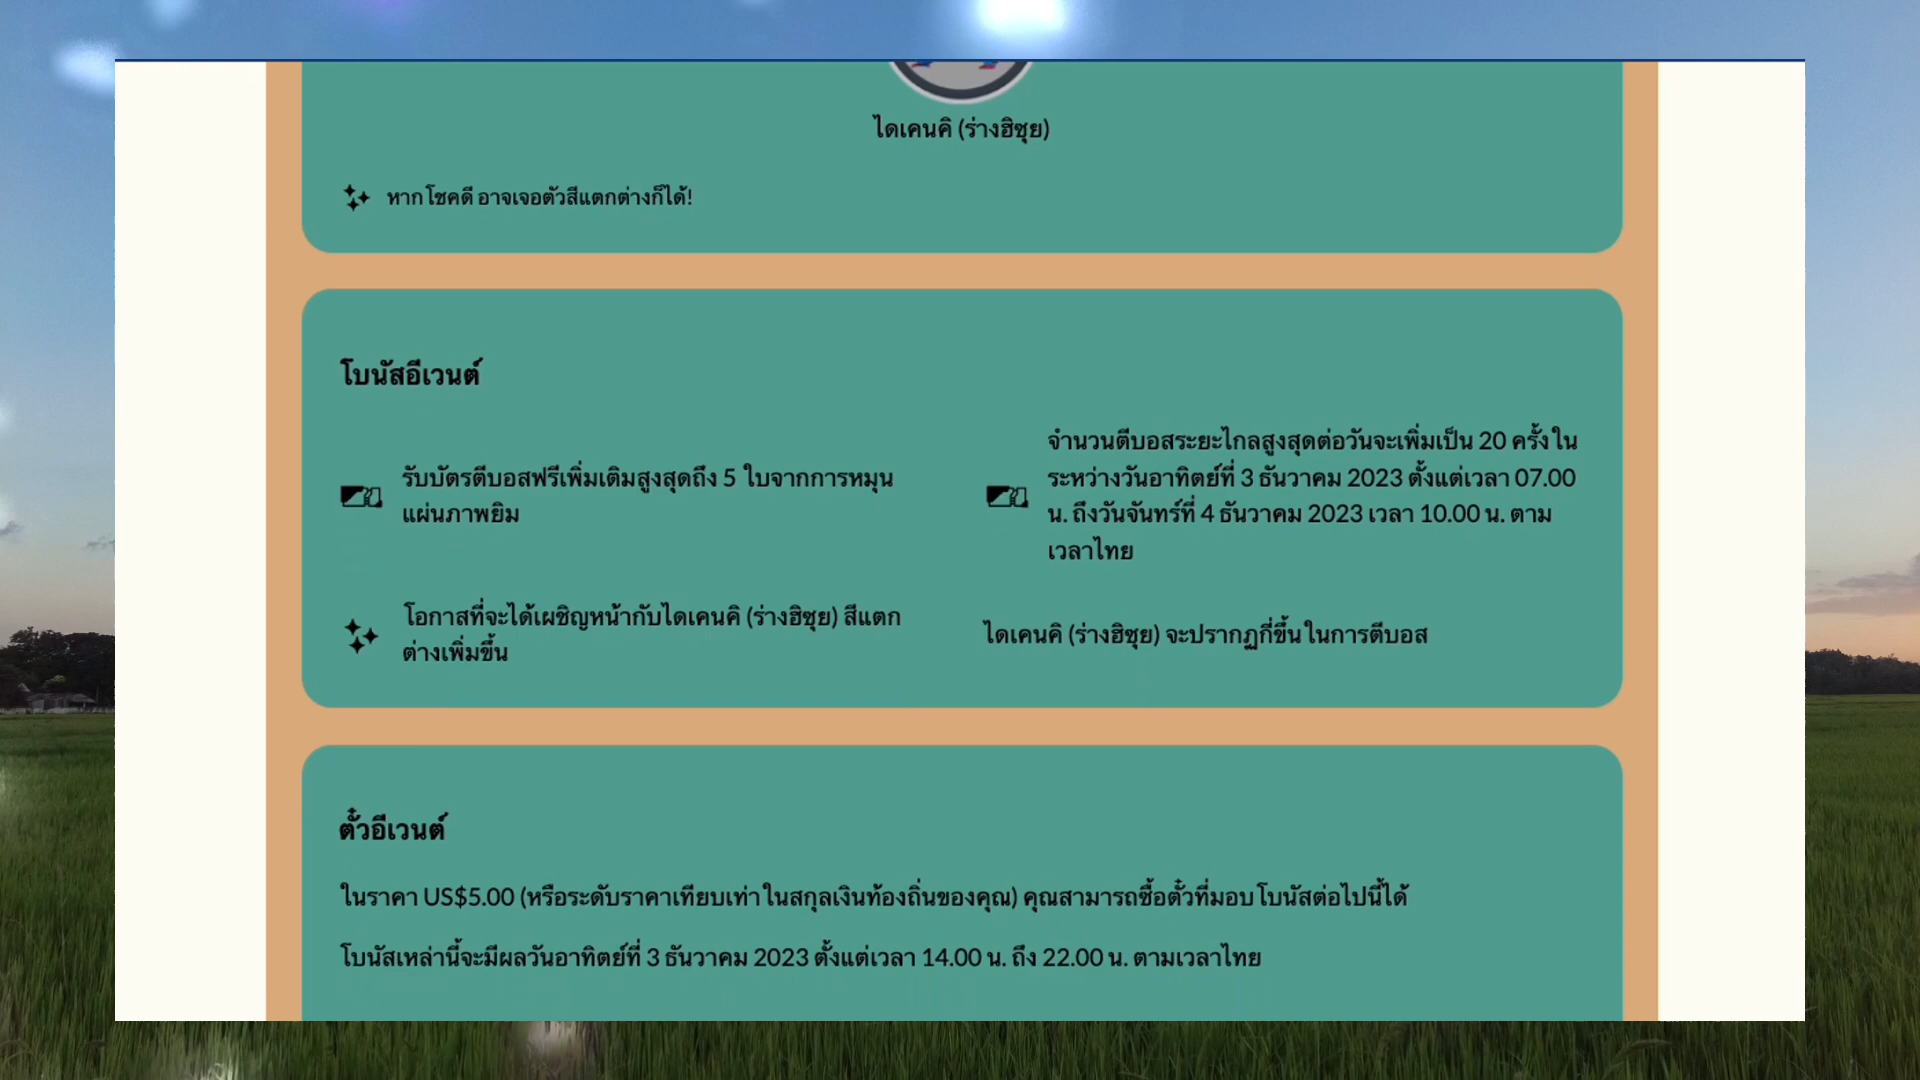 ไดเคนคิ (ร่างฮิซุย)
หากโชคดี อาจเจอตัวสีแตกต่างก็ได้!
โบนัสอีเวนต์
รับบัตรตีบอสฟรีเพิ่มเติมสูงสุดถึง 5 ใบจากการหมุน
แผ่นภาพยิม
จำนวนตีบอสระยะไกลสูงสุดต่อวันจะเพิ่มเป็น 20 ครั้งใน
ระหว่างวันอาทิตย์ที่ 3 ธันวาคม 2023 ตั้งแต่เวลา 07.00
น. ถึงวันจันทร์ที่ 4 ธันวาคม 2023 เวลา 10.00 น. ตาม
เวลาไทย
โอกาสที่จะได้เผชิญหน้ากับไดเคนคิ (ร่างฮิซุย) สีแตก
ต่างเพิ่มขึ้น
ไดเคนคิ (ร่างฮิซุย) จะปรากฏกี่ขึ้นในการตีบอส
ตั๋วอีเวนต์
ในราคา US$5.00 (หรือระดับราคาเทียบเท่าในสกุลเงินท้องถิ่นของคุณ) คุณสามารถซื้อตั๋วที่มอบโบนัสต่อไปนี้ได้
โบนัสเหล่านี้จะมีผลวันอาทิตย์ที่ 3 ธันวาคม 2023 ตั้งแต่เวลา 14.00 น. ถึง 22.00 น. ตามเวลาไทย